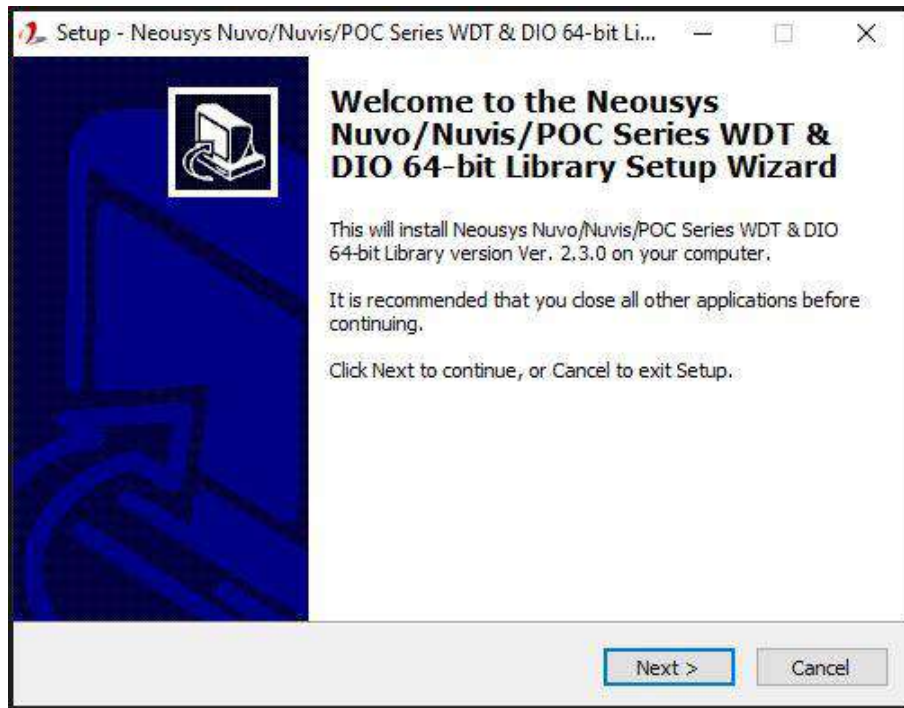 Setup - Neousys Nuvo/Nuvis/POC Series WDT & DIO 64-bit Li...
Welcome to the Neousys
Nuvo/Nuvis/POC Series WDT &
DIO 64-bit Library Setup Wizard
This will install Neousys Nuvo/Nuvis/POC Series WDT & DIO
64-bit Library version Ver. 2.3.0 on your computer.
It is recommended that you close all other applications before
continuing.
Click Next to continue, or Cancel to exit Setup.
Next >
Cancel